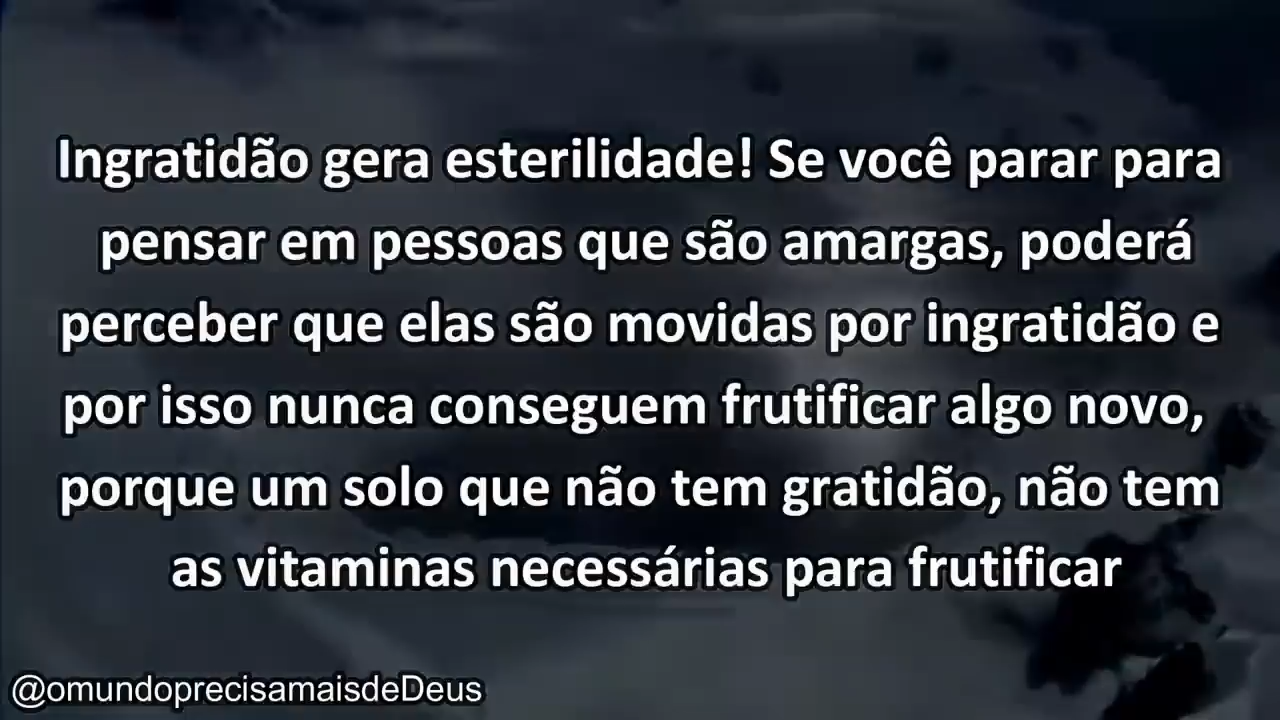 Ingratidão gera esterilidade! Se você parar para
pensar em pessoas que são amargas, poderá
perceber que elas são movidas por ingratidão e
por isso nunca conseguem frutificar algo novo,
porque um solo que não tem gratidão, não tem
as vitaminas necessárias para frutificar
@omundoprecisamaisdeDeus